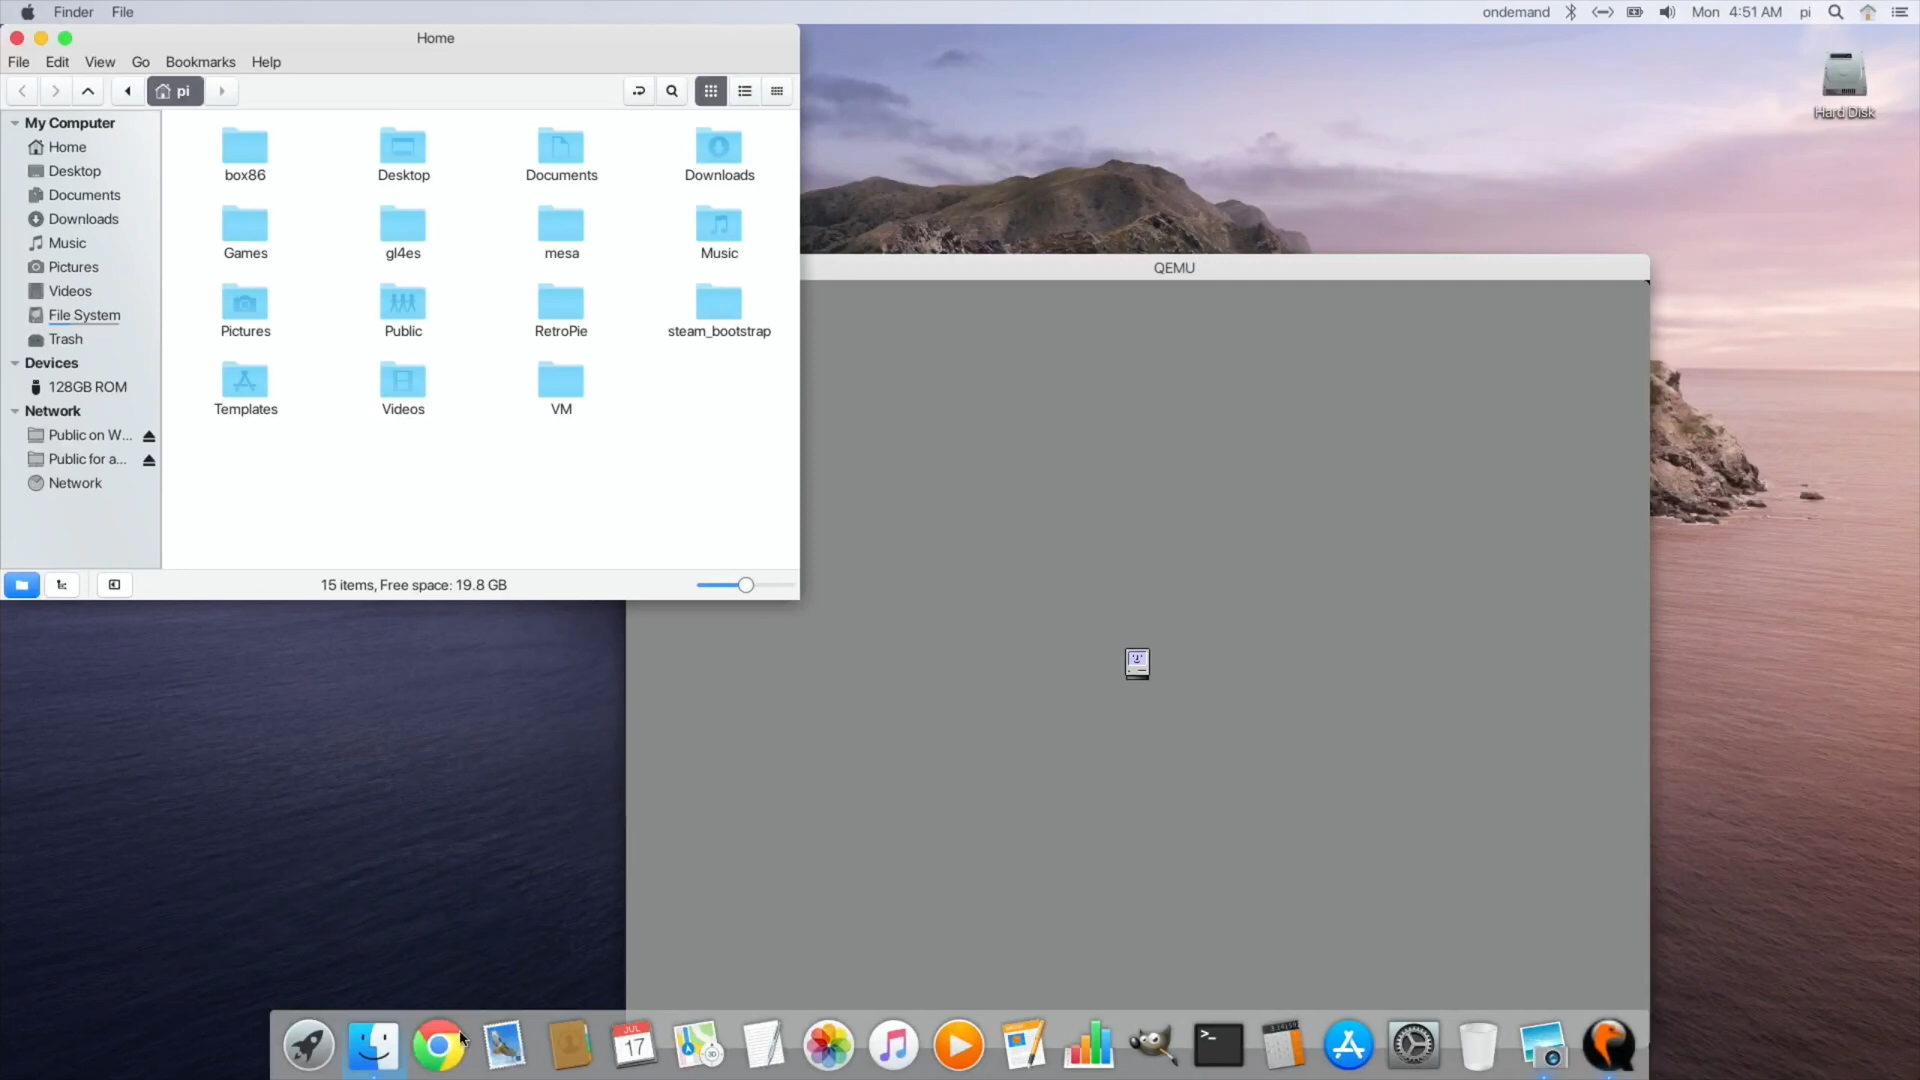 Finder File
ondemand Mon 4:51 AM pi
Home
File Edit View Go Bookmarks Help
pi
My Computer
Home
Desktop
Documents
Downloads
Music
Pictures
Videos
File System
Trash
Devices
128GB ROM
Network
Public on W...
Public for a...
Network
box86 Desktop Documents Downloads
Games gl4es mesa Music
Pictures Public RetroPie steam_bootstrap
Templates Videos VM
15 items, Free space: 19.8 GB
QEMU
Hard Disk
JUL
17
>_